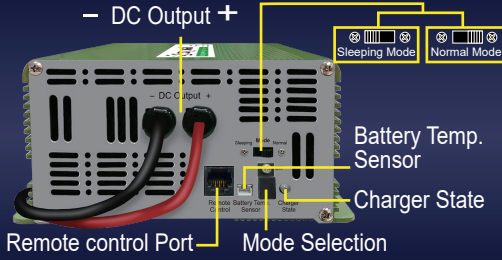 − DC Output +
Sleeping Mode
Normal Mode
− DC Output +
Sleeping Mode Normal
Battery Temp.
Sensor
Remote Control
Battery Temp. Sensor
Charger State
Charger State
Remote control Port
Mode Selection